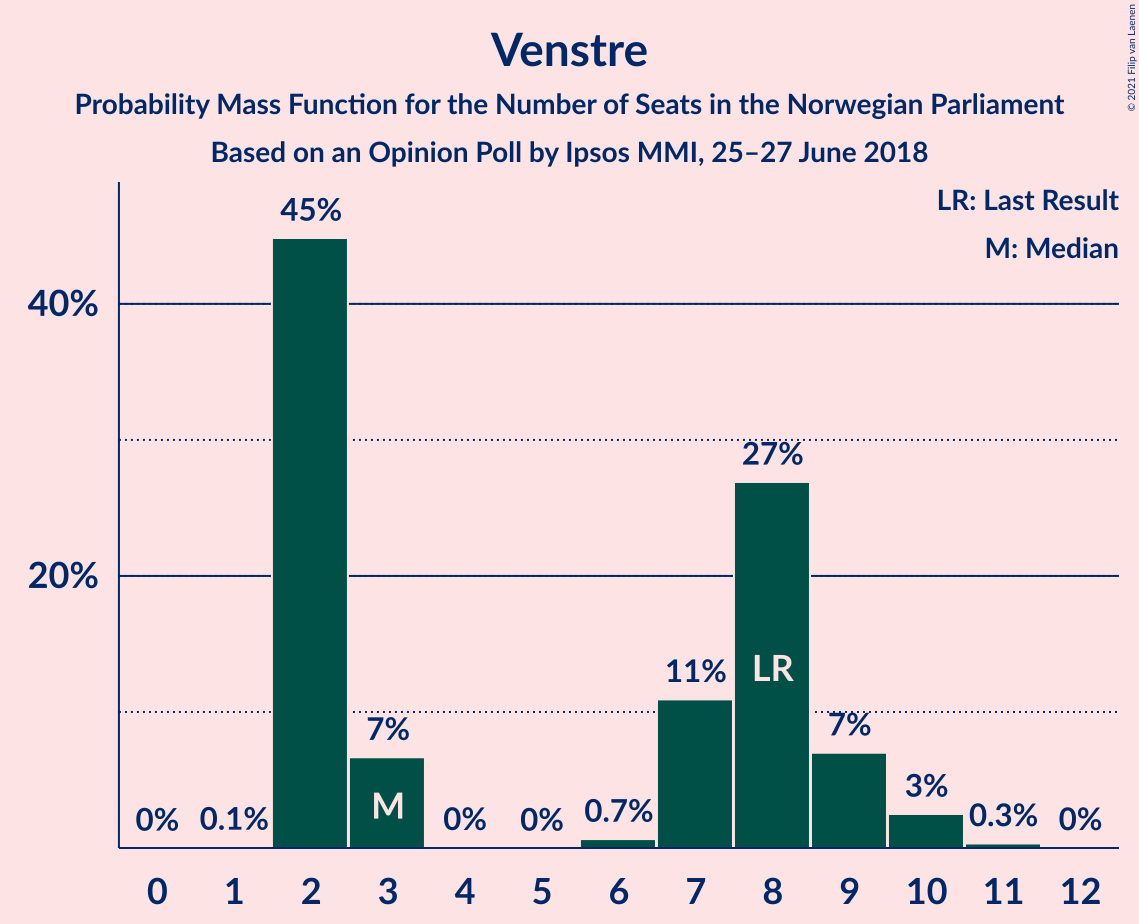 Venstre
Probability Mass Function for the Number of Seats in the Norwegian Parliament
Based on an Opinion Poll by Ipsos MMI, 25–27 June 2018
© 2021 Filip van Laenen
LR: Last Result
M: Median
40%
20%
0%
0.1%
45%
7%
M
0%
0%
0.7%
11%
27%
LR
7%
3%
0.3%
0%
0 1 2 3 4 5 6 7 8 9 10 11 12